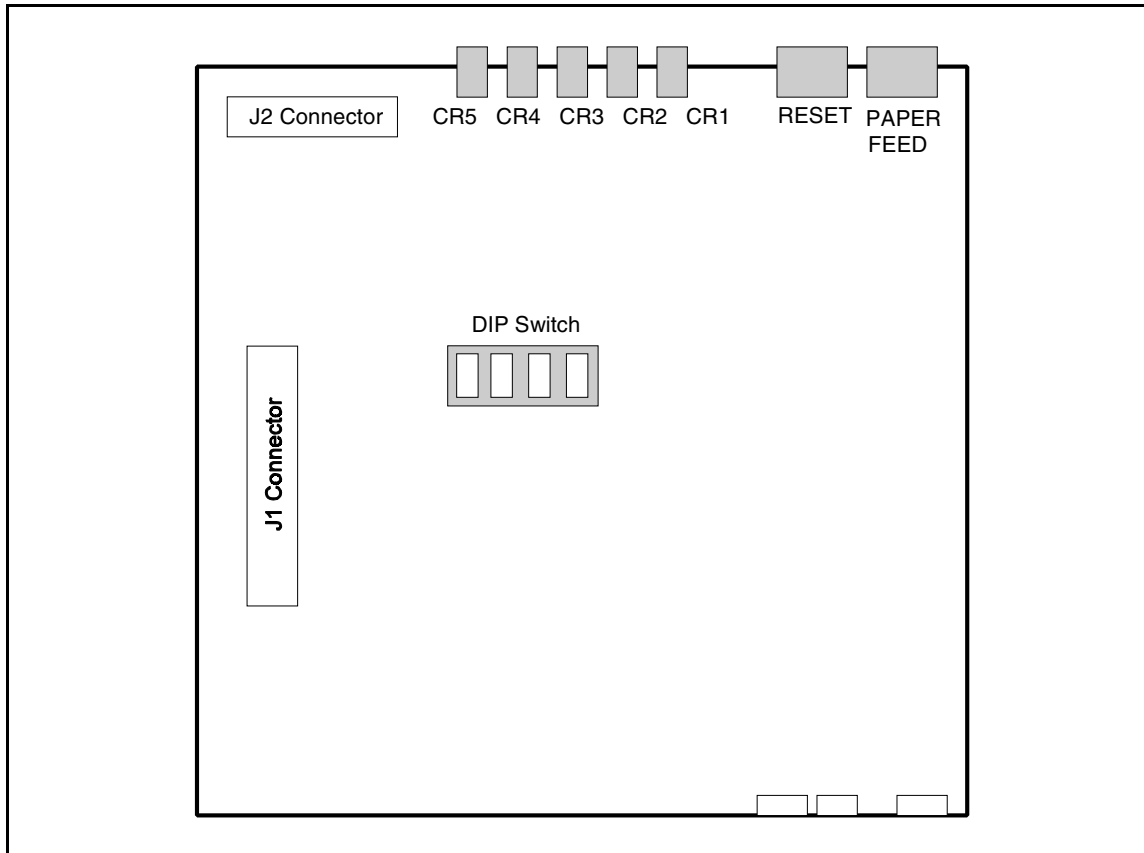 J2 Connector
CR5 CR4 CR3 CR2 CR1
RESET
PAPER
FEED
DIP Switch
J1 Connector